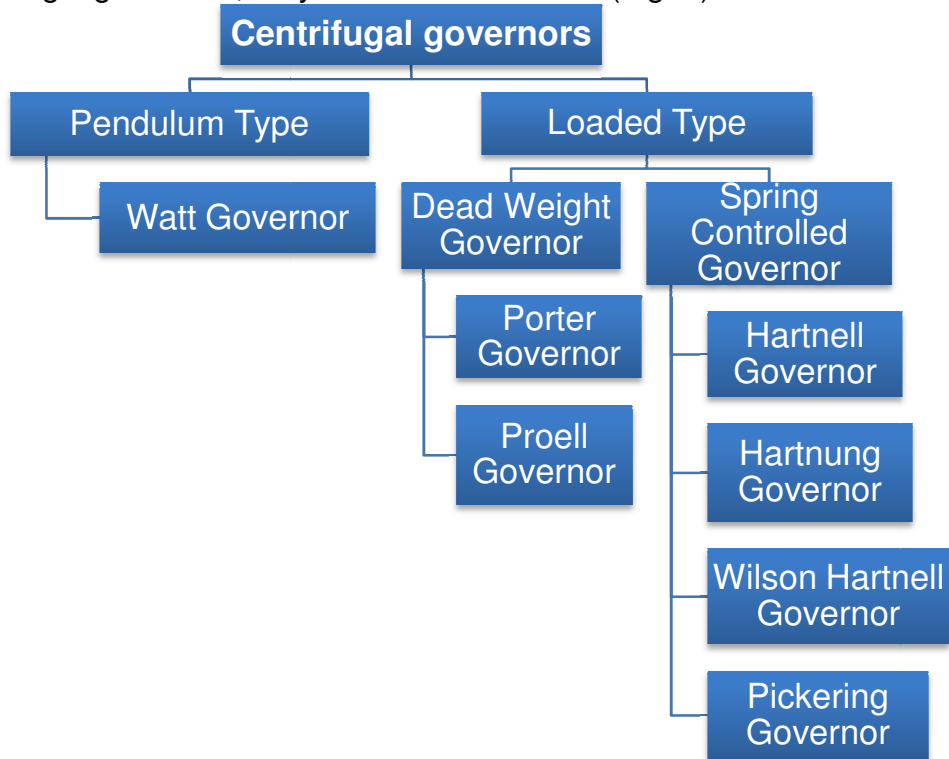 Centrifugal governors
Pendulum Type
Loaded Type
Watt Governor
Dead Weight
Governor
Spring
Controlled
Governor
Porter
Governor
Hartnell
Governor
Proell
Governor
Hartnung
Governor
Wilson Hartnell
Governor
Pickering
Governor